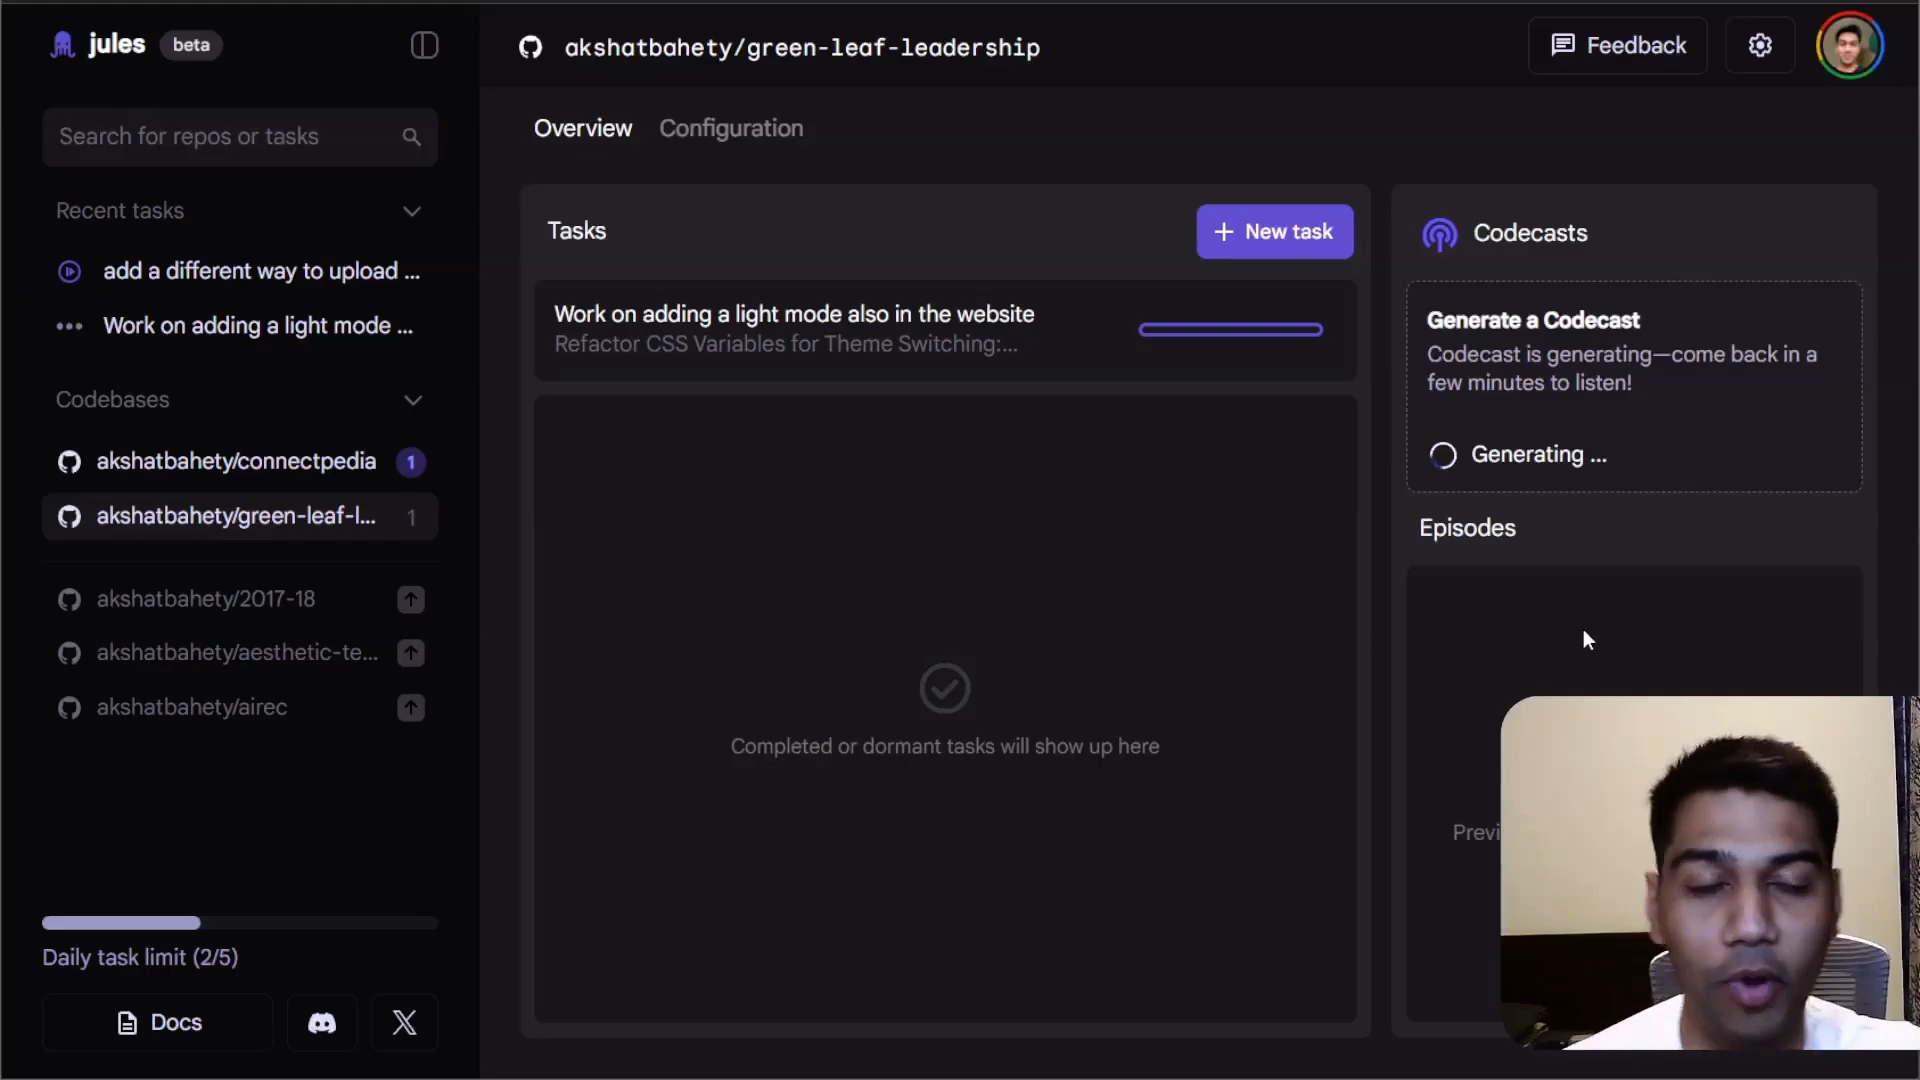 jules beta
Search for repos or tasks
Recent tasks
add a different way to upload ...
Work on adding a light mode ...
Codebases
akshatbahety/connectpedia 1
akshatbahety/green-leaf-l... 1
akshatbahety/2017-18
akshatbahety/aesthetic-te...
akshatbahety/airec
Daily task limit (2/5)
Docs
akshatbahety/green-leaf-leadership
Feedback
Overview Configuration
Tasks
+ New task
Work on adding a light mode also in the website
Refactor CSS Variables for Theme Switching:...
Completed or dormant tasks will show up here
Codecasts
Generate a Codecast
Codecast is generating—come back in a
few minutes to listen!
Generating ...
Episodes
Previ